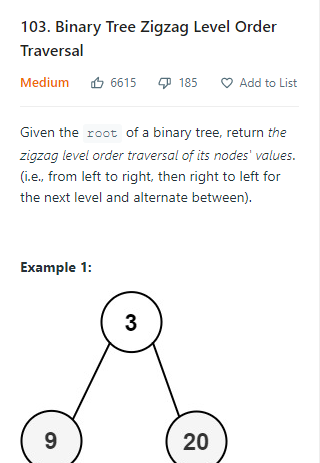 103. Binary Tree Zigzag Level Order
Traversal
Medium 6615 185 Add to List
Given the root of a binary tree, return the
zigzag level order traversal of its nodes' values.
(i.e., from left to right, then right to left for
the next level and alternate between).
Example 1:
3
9 20